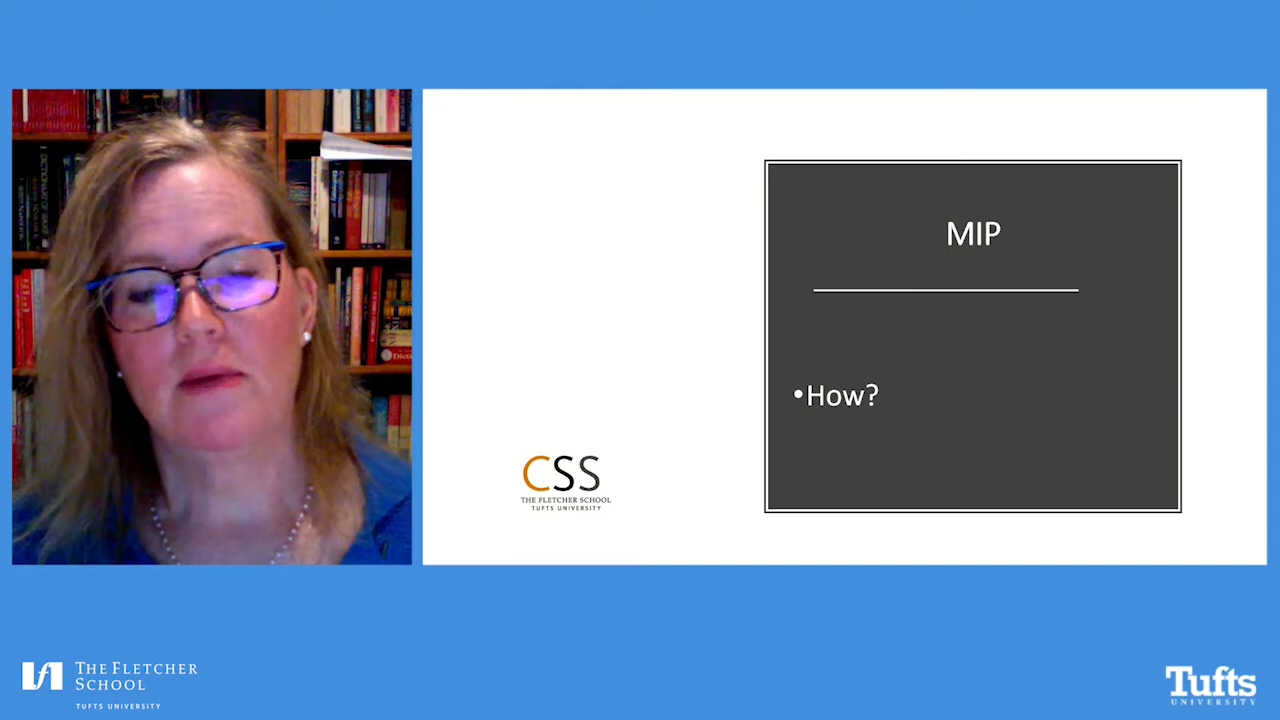 MIP
•How?
CSS
THE FLETCHER SCHOOL
TUFTS UNIVERSITY
THE FLETCHER
SCHOOL
TUFTS UNIVERSITY
Tufts
UNIVERSITY